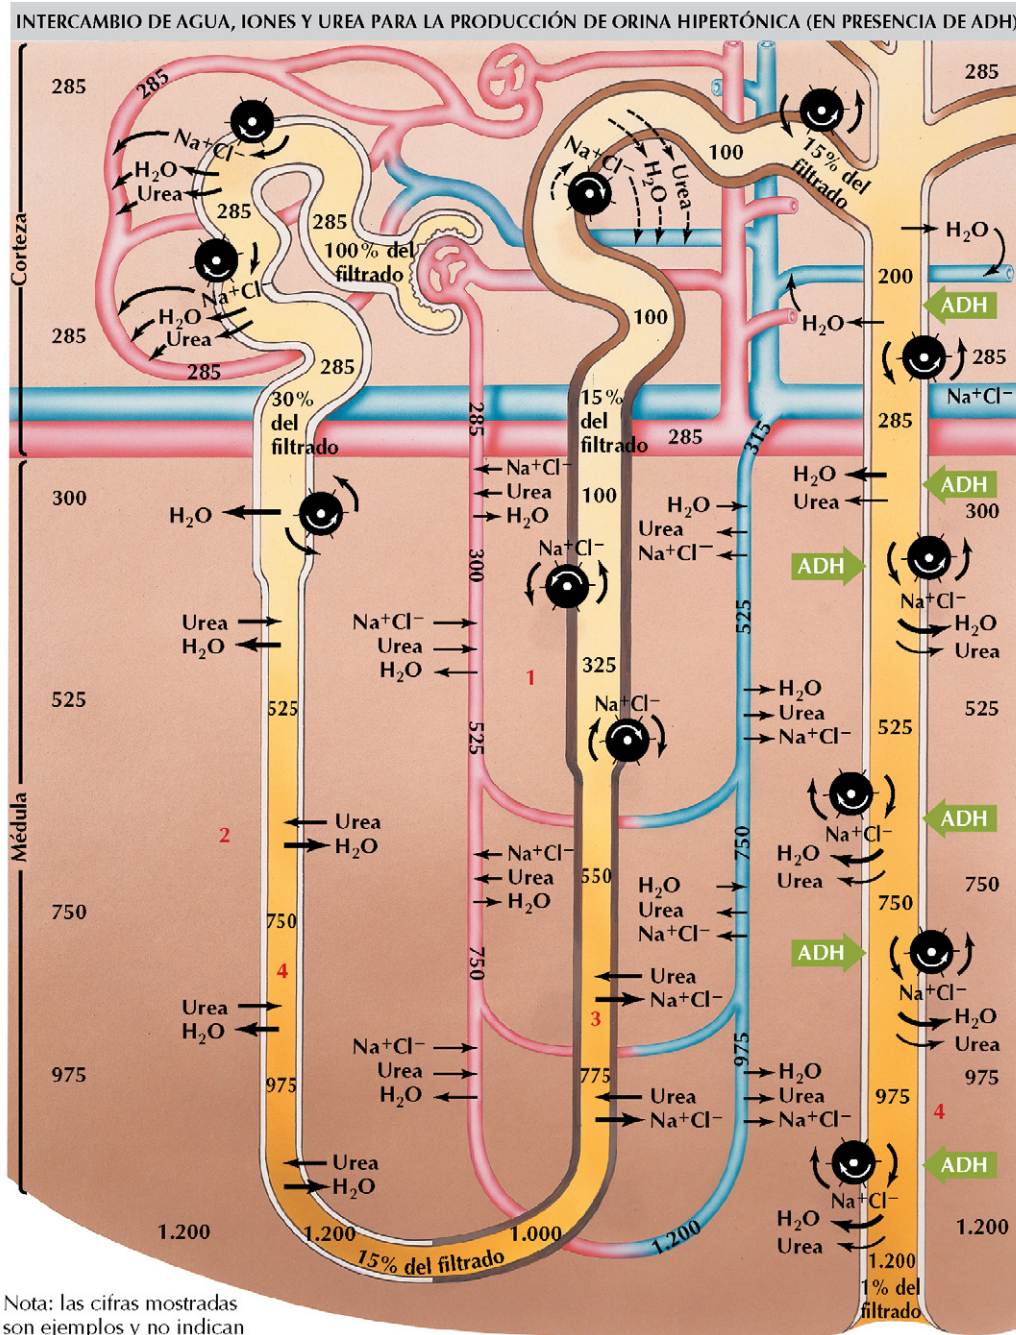 INTERCAMBIO DE AGUA, IONES Y UREA PARA LA PRODUCCIÓN DE ORINA HIPERTÓNICA (EN PRESENCIA DE ADH)
Corteza
285
285
285
Na⁺Cl⁻
H₂O
Urea
285
285
100% del
filtrado
Na⁺Cl⁻
H₂O
Urea
285
285
285
30%
del
filtrado
Na⁺Cl⁻
H₂O
Urea
100
15% del
filtrado
100
15%
del
filtrado
285
285
315
285
H₂O
200
ADH
H₂O
285
Na⁺Cl⁻
285
Médula
300
H₂O
Urea
H₂O
525
2
Urea
H₂O
750
4
Urea
H₂O
975
Urea
H₂O
1.200
1.200
300
525
750
975
Na⁺Cl⁻
Urea
H₂O
300
Na⁺Cl⁻
Urea
H₂O
525
Na⁺Cl⁻
Urea
H₂O
750
Na⁺Cl⁻
Urea
H₂O
100
Na⁺Cl⁻
1
325
Na⁺Cl⁻
550
Urea
Na⁺Cl⁻
3
775
Urea
Na⁺Cl⁻
1.000
15% del filtrado
H₂O
Urea
Na⁺Cl⁻
525
H₂O
Urea
Na⁺Cl⁻
750
H₂O
Urea
Na⁺Cl⁻
975
H₂O
Urea
Na⁺Cl⁻
1.200
H₂O
Urea
ADH
300
ADH
Na⁺Cl⁻
H₂O
Urea
525
525
Na⁺Cl⁻
ADH
H₂O
Urea
750
750
ADH
Na⁺Cl⁻
H₂O
Urea
975
975
4
ADH
Na⁺Cl⁻
H₂O
Urea
1.200
1.200
1% del
filtrado
Nota: las cifras mostradas
son ejemplos y no indican